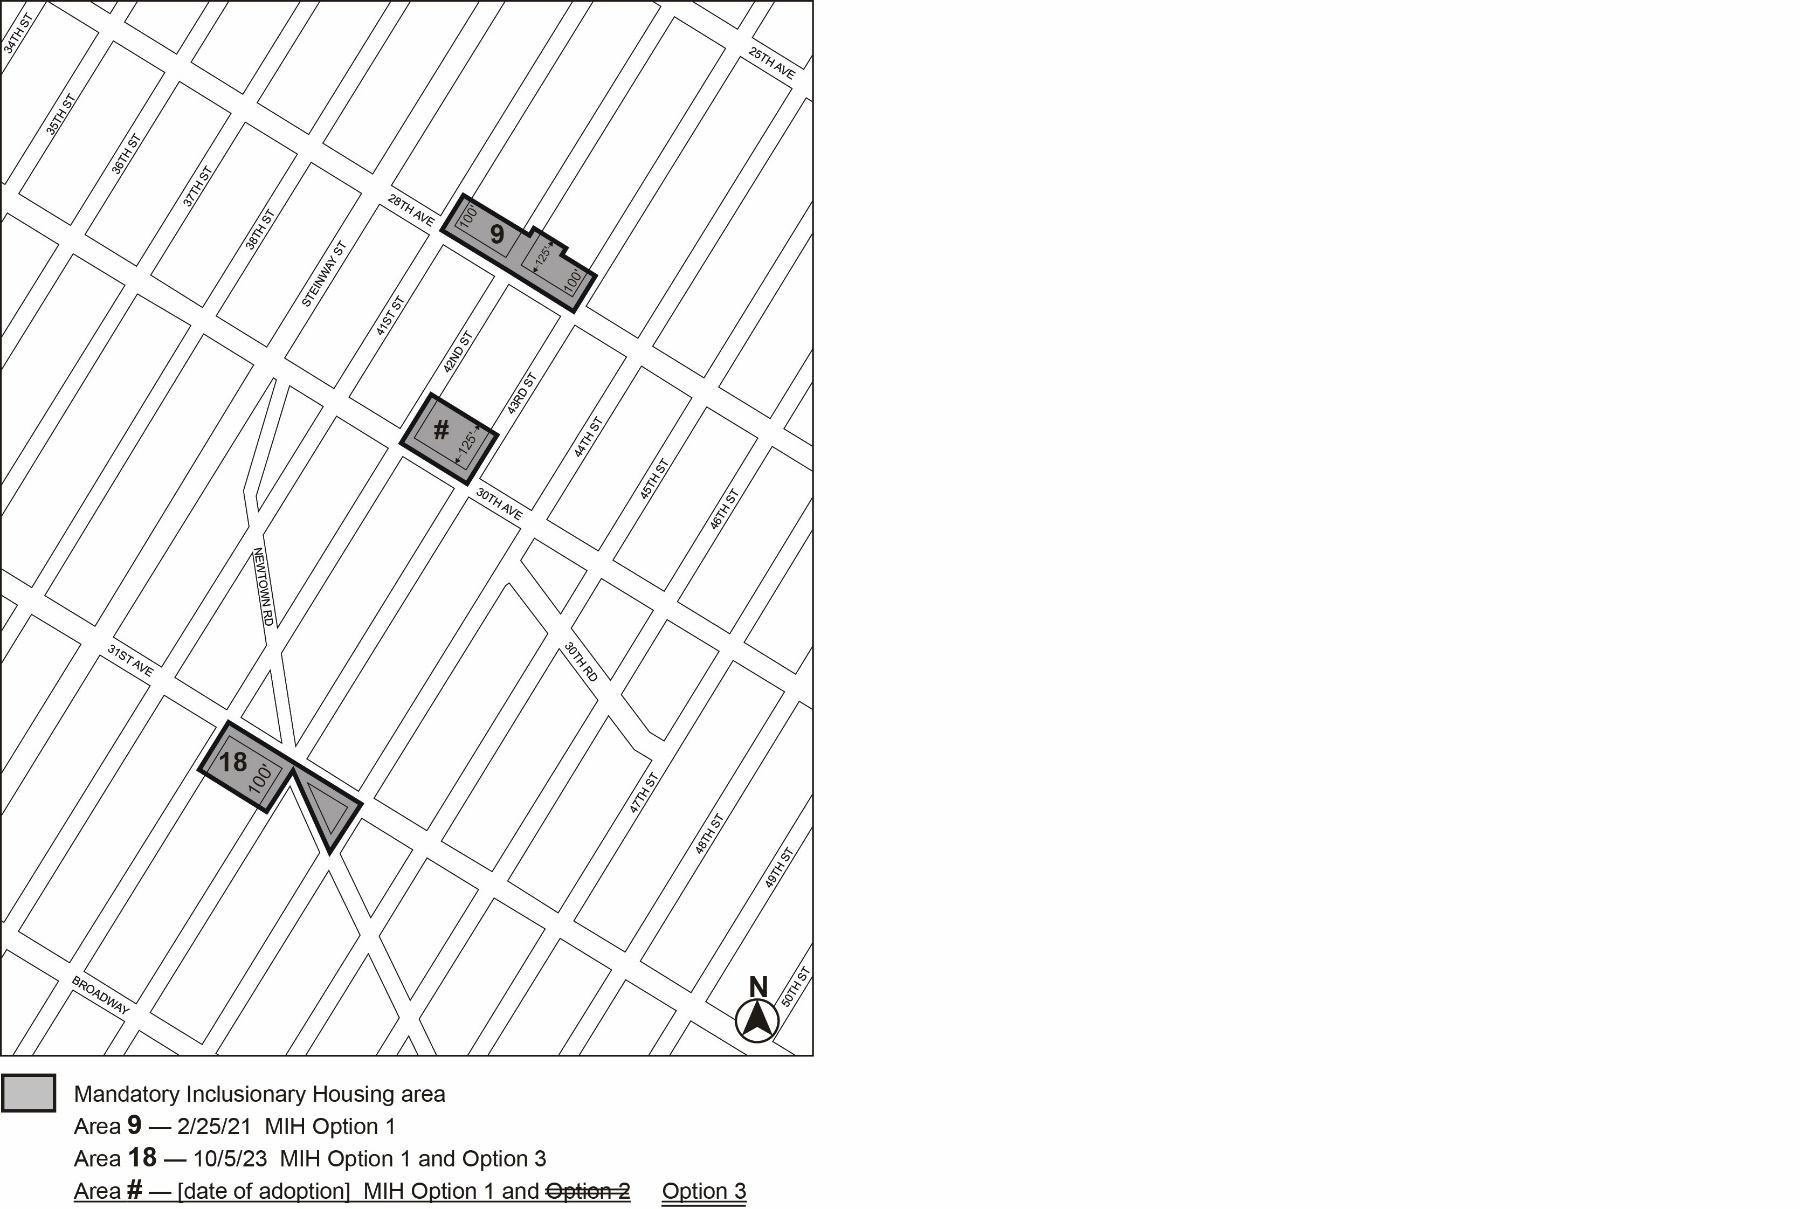 34TH ST
25TH AVE
35TH ST
36TH ST
37TH ST
28TH AVE
100'
9
38TH ST
125'
STEINWAY ST
100'
41ST ST
42ND ST
43RD ST
#
125'
44TH ST
45TH ST
30TH AVE
46TH ST
NEWTOWN RD
31ST AVE
30TH RD
18
100'
47TH ST
48TH ST
49TH ST
BROADWAY
50TH ST
N
Mandatory Inclusionary Housing area
Area 9 — 2/25/21 MIH Option 1
Area 18 — 10/5/23 MIH Option 1 and Option 3
Area # — [date of adoption] MIH Option 1 and Option 2 Option 3